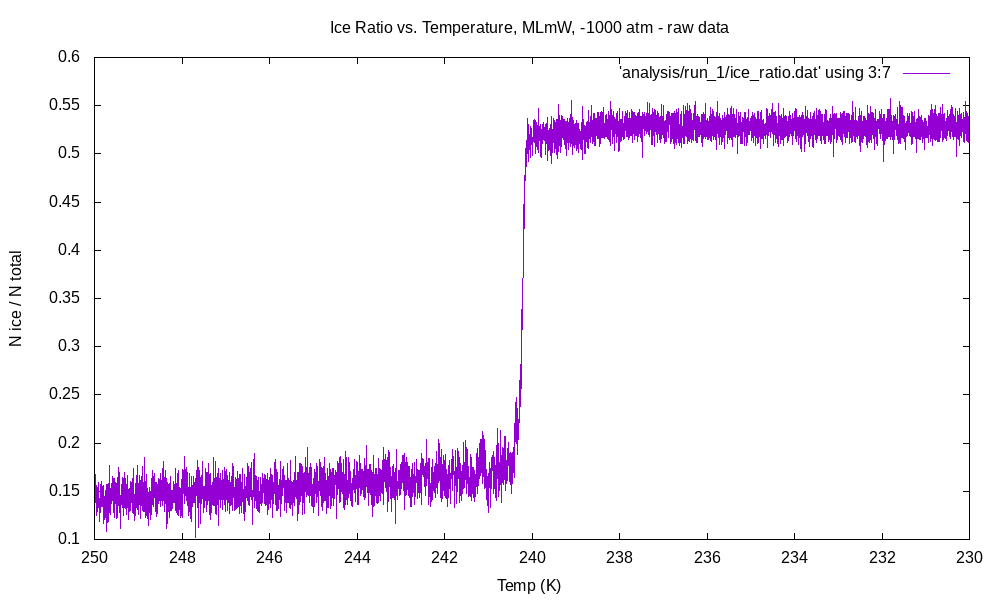 Ice Ratio vs. Temperature, MLmW, -1000 atm - raw data
'analysis/run_1/ice_ratio.dat' using 3:7
0.6
0.55
0.5
0.45
0.4
0.35
0.3
0.25
0.2
0.15
0.1
N ice / N total
250 248 246 244 242 240 238 236 234 232 230
Temp (K)